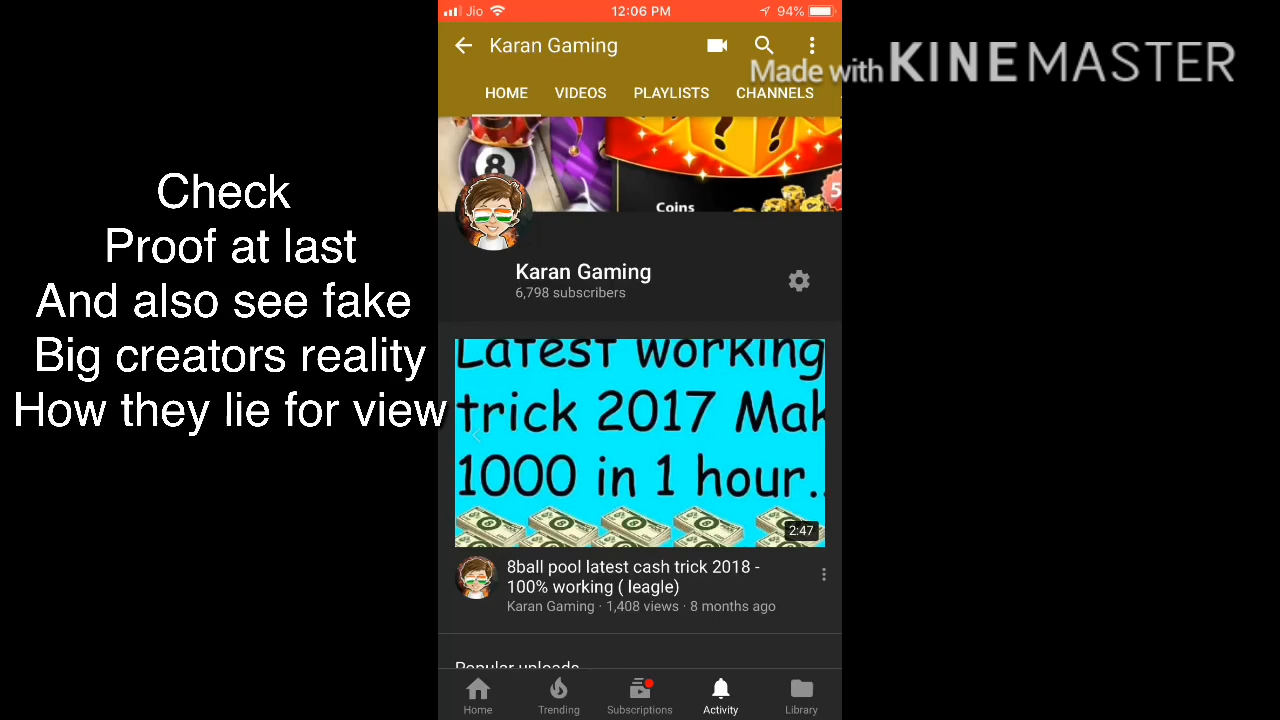 Jio 12:06 PM 94%
Karan Gaming
Made with KINEMASTER
HOME VIDEOS PLAYLISTS CHANNELS
8
Coins
5
Karan Gaming
6,798 subscribers
Check
Proof at last
And also see fake
Big creators reality
How they lie for view
Latest working
trick 2017 Mak
1000 in 1 hour..
2:47
8ball pool latest cash trick 2018 -
100% working ( leagle)
Karan Gaming · 1,408 views · 8 months ago
Popular uploads
Home Trending Subscriptions Activity Library